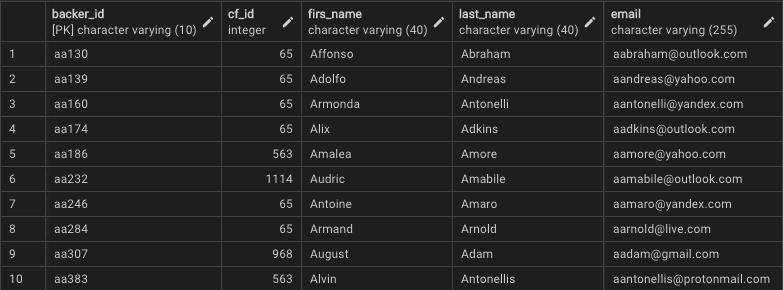 backer_id cf_id firs_name last_name email
[PK] character varying (10) integer character varying (40) character varying (40) character varying (255)
1 aa130 65 Affonso Abraham aabraham@outlook.com
2 aa139 65 Adolfo Andreas aandreas@yahoo.com
3 aa160 65 Armonda Antonelli aantonelli@yandex.com
4 aa174 65 Alix Adkins aadkins@outlook.com
5 aa186 563 Amalea Amore aamore@yahoo.com
6 aa232 1114 Audric Amabile aamabile@outlook.com
7 aa246 65 Antoine Amaro aamaro@yandex.com
8 aa284 65 Armand Arnold aarnold@live.com
9 aa307 968 August Adam aadam@gmail.com
10 aa383 563 Alvin Antonellis aantonellis@protonmail.com